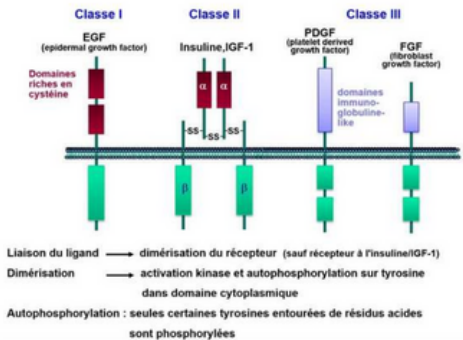 Classe I Classe II Classe III
EGF
(epidermal growth factor)
Insuline,IGF-1
PDGF
(platelet derived
growth factor)
FGF
(fibroblast
growth factor)
Domaines
riches en
cystéine
α α
domaines
immuno-
globuline-
like
-SS- -SS- -SS-
β β
Liaison du ligand → dimérisation du récepteur (sauf récepteur à l'insuline/IGF-1)
Dimérisation → activation kinase et autophosphorylation sur tyrosine
dans domaine cytoplasmique
Autophosphorylation : seules certaines tyrosines entourées de résidus acides
sont phosphorylées